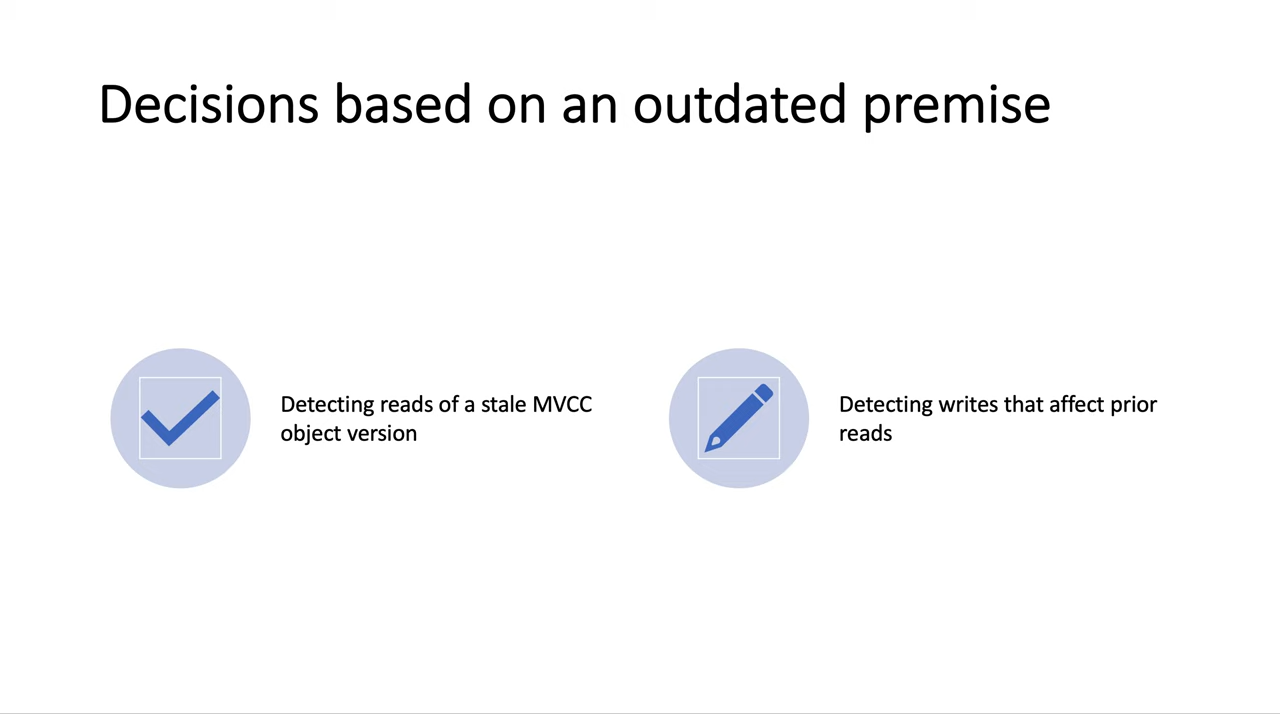 Decisions based on an outdated premise
Detecting reads of a stale MVCC
object version
Detecting writes that affect prior
reads